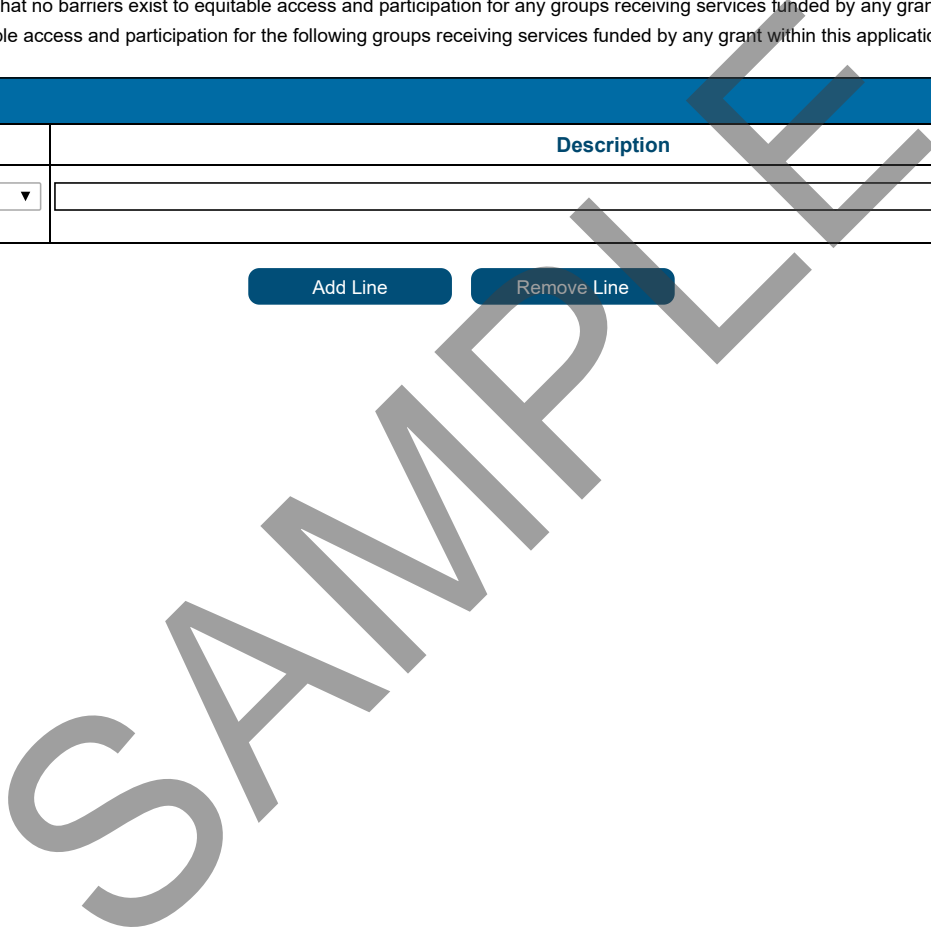 hat no barriers exist to equitable access and participation for any groups receiving services funded by any gran
ble access and participation for the following groups receiving services funded by any grant within this applicatio
Description
▼
Add Line
Remove Line
SAMPLE